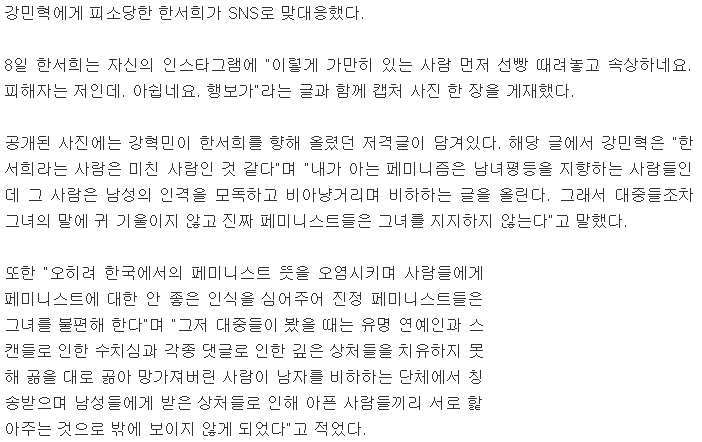 강민혁에게 피소당한 한서희가 SNS로 맞대응했다.
8일 한서희는 자신의 인스타그램에 "이렇게 가만히 있는 사람 먼저 선빵 때려놓고 속상하네요.
피해자는 저인데. 아쉽네요. 행보가"라는 글과 함께 캡처 사진 한 장을 게재했다.
공개된 사진에는 강혁민이 한서희를 향해 올렸던 저격글이 담겨있다. 해당 글에서 강민혁은 "한
서희라는 사람은 미친 사람인 것 같다"며 "내가 아는 페미니즘은 남녀평등을 지향하는 사람들인
데 그 사람은 남성의 인격을 모독하고 비아냥거리며 비하하는 글을 올린다. 그래서 대중들조차
그녀의 말에 귀 기울이지 않고 진짜 페미니스트들은 그녀를 지지하지 않는다"고 말했다.
또한 "오히려 한국에서의 페미니스트 뜻을 오염시키며 사람들에게
페미니스트에 대한 안 좋은 인식을 심어주어 진정 페미니스트들은
그녀를 불편해 한다"며 "그저 대중들이 봤을 때는 유명 연예인과 스
캔들로 인한 수치심과 각종 댓글로 인한 깊은 상처들을 치유하지 못
해 곪을 대로 곪아 망가져버린 사람이 남자를 비하하는 단체에서 칭
송받으며 남성들에게 받은 상처들로 인해 아픈 사람들끼리 서로 핥
아주는 것으로 밖에 보이지 않게 되었다"고 적었다.